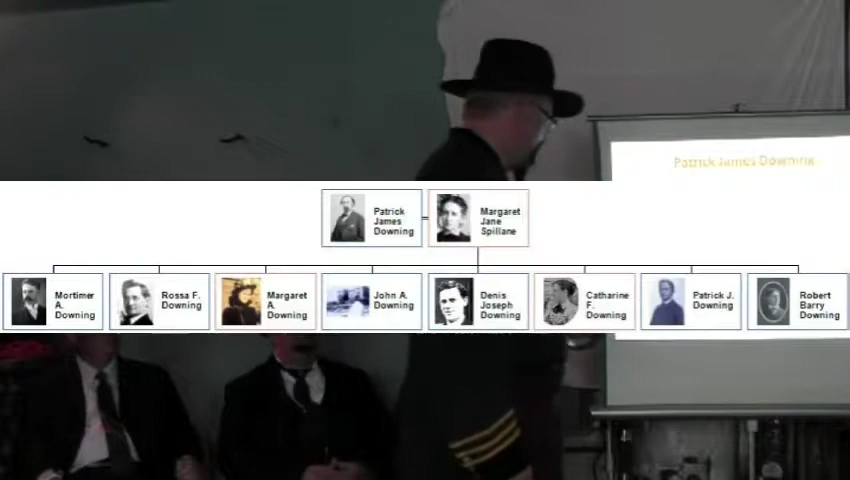 Patrick James Downing
Patrick
James
Downing
Margaret
Jane
Spillane
Mortimer
A.
Downing
Rossa F.
Downing
Margaret
A.
Downing
John A.
Downing
Denis
Joseph
Downing
Catharine
F.
Downing
Patrick J.
Downing
Robert
Barry
Downing